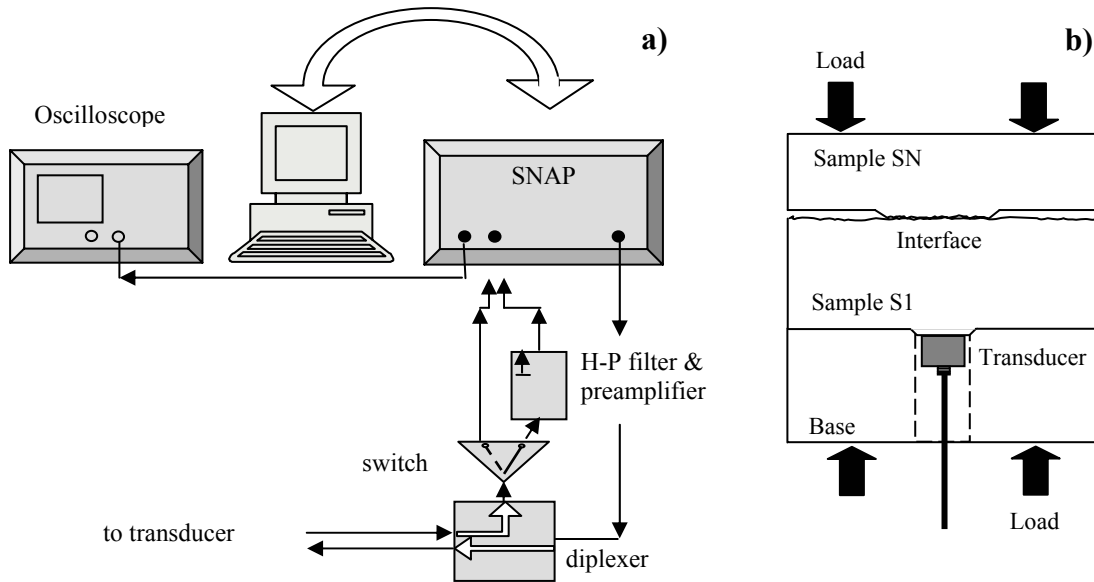 a)
Oscilloscope
SNAP
H-P filter &
preamplifier
switch
to transducer
diplexer
b)
Load
Sample SN
Interface
Sample S1
Transducer
Base
Load